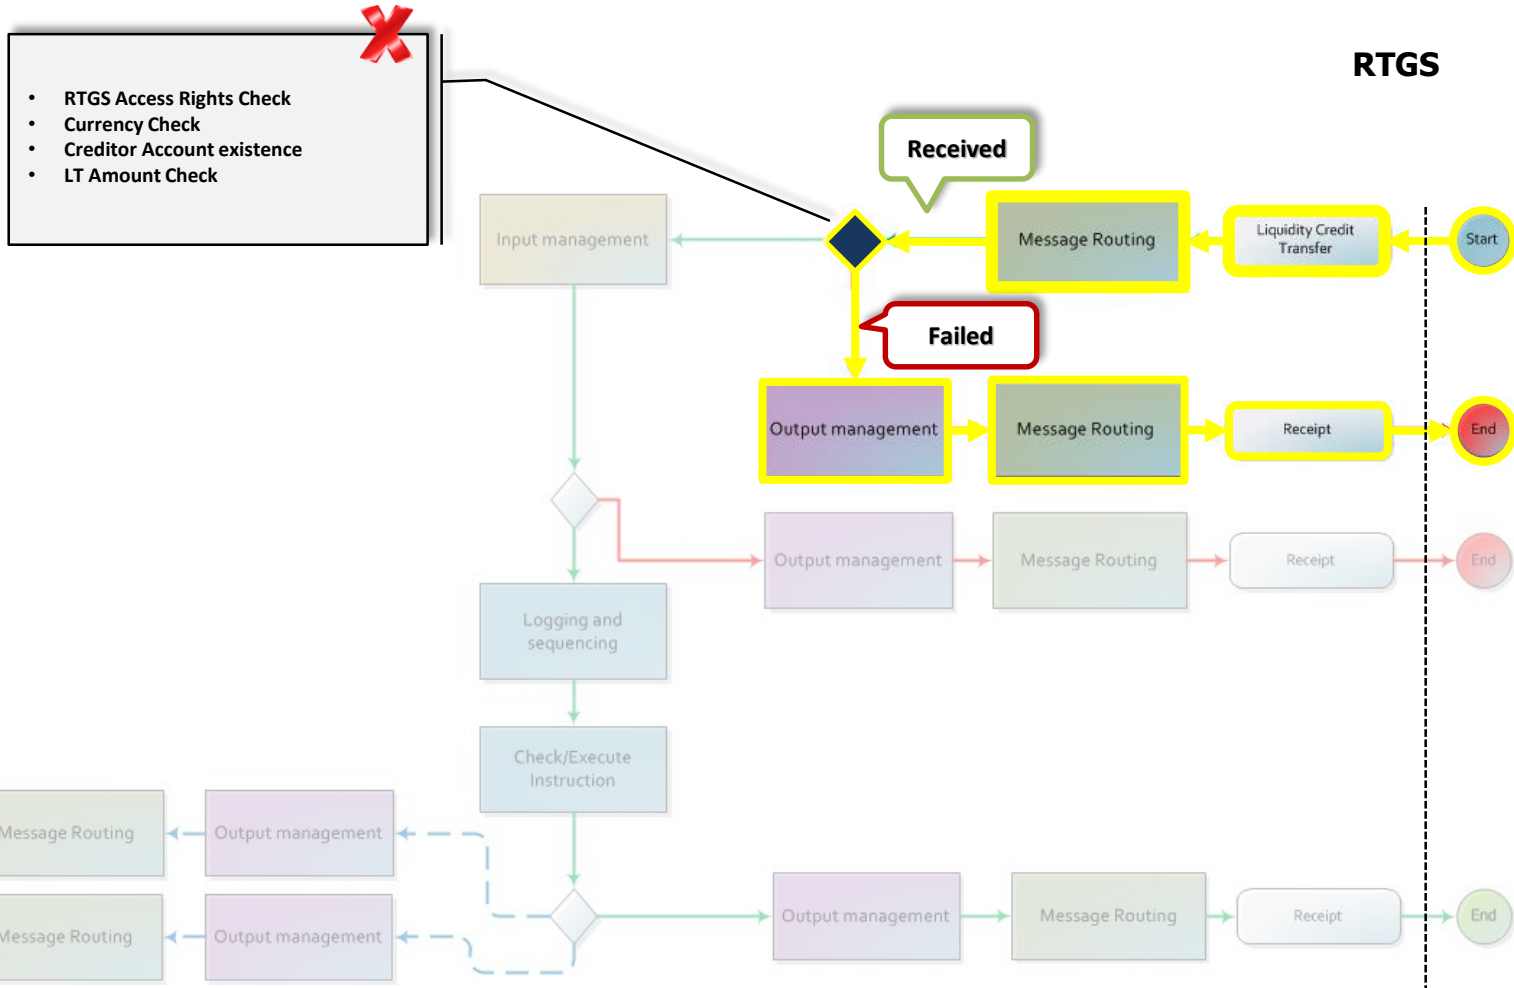 RTGS
• RTGS Access Rights Check
• Currency Check
• Creditor Account existence
• LT Amount Check
Received
Input management
Message Routing
Liquidity Credit
Transfer
Start
Failed
Output management
Message Routing
Receipt
End
Output management
Message Routing
Receipt
End
Logging and
sequencing
Check/Execute
Instruction
Message Routing
Output management
Message Routing
Output management
Output management
Message Routing
Receipt
End